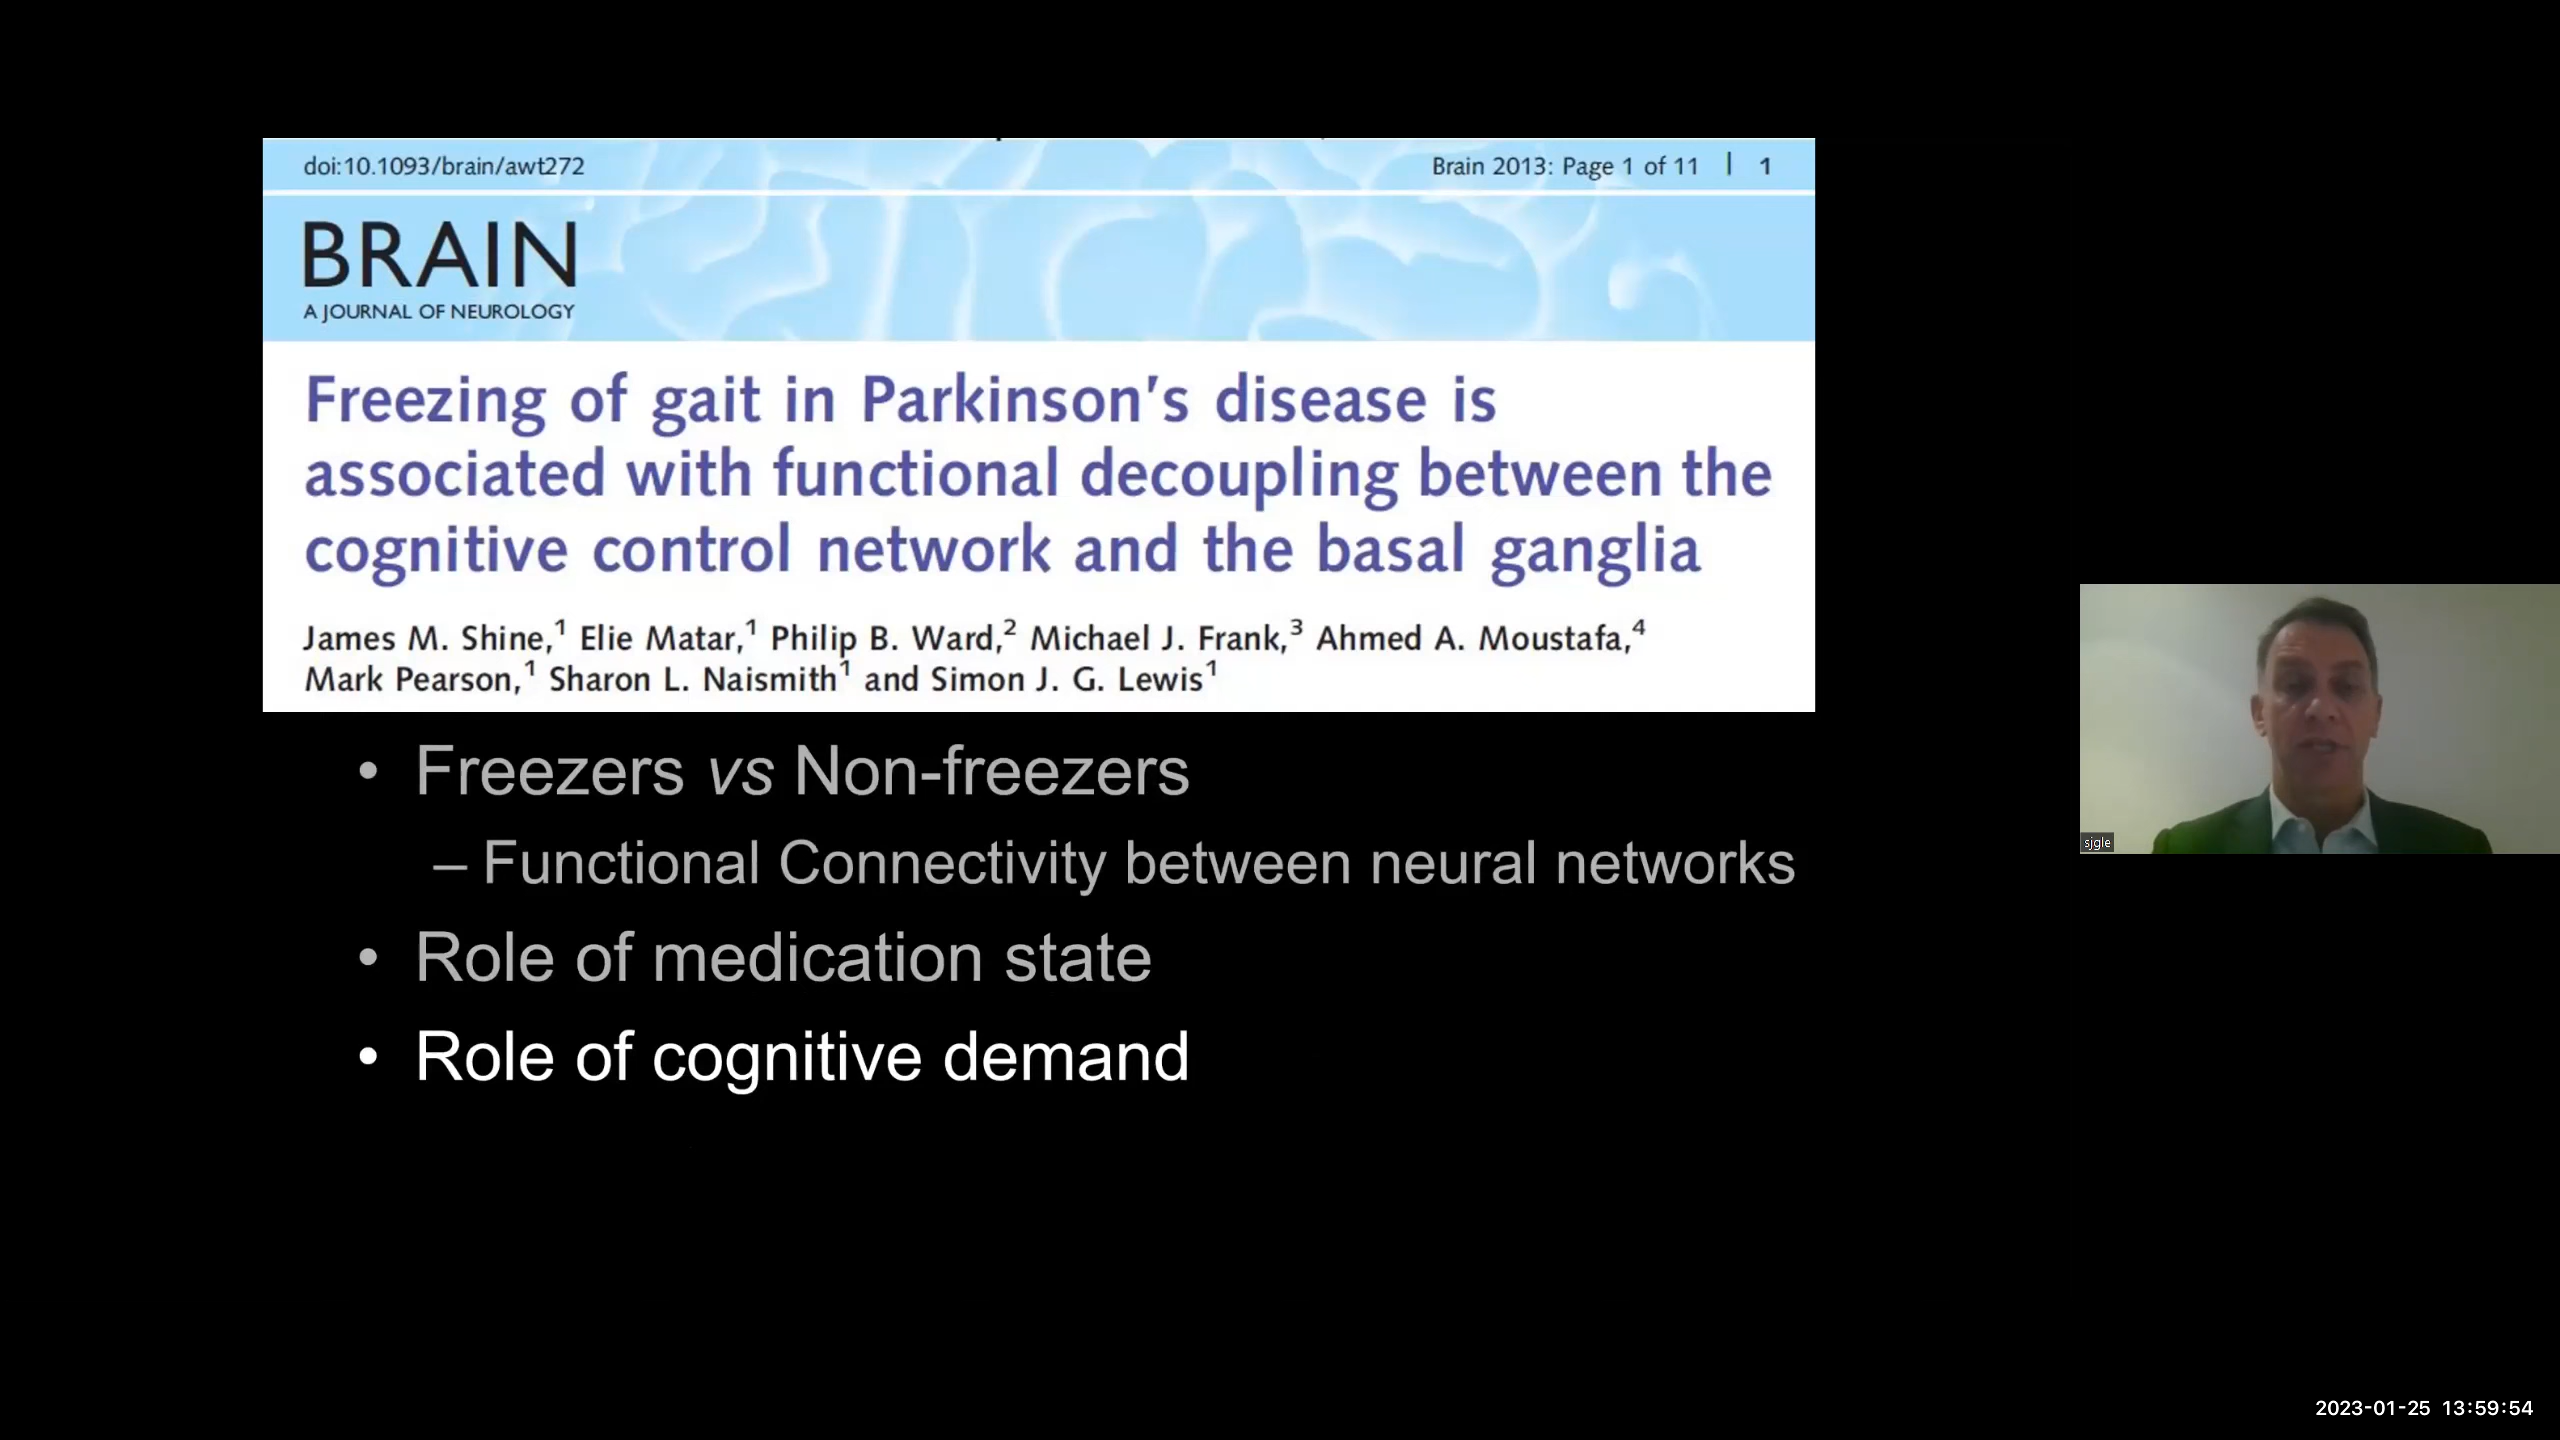 doi:10.1093/brain/awt272
Brain 2013: Page 1 of 11 | 1
BRAIN
A JOURNAL OF NEUROLOGY
Freezing of gait in Parkinson's disease is
associated with functional decoupling between the
cognitive control network and the basal ganglia
James M. Shine,¹ Elie Matar,¹ Philip B. Ward,² Michael J. Frank,³ Ahmed A. Moustafa,⁴
Mark Pearson,¹ Sharon L. Naismith¹ and Simon J. G. Lewis¹
• Freezers vs Non-freezers
– Functional Connectivity between neural networks
• Role of medication state
• Role of cognitive demand
sjgle
2023-01-25 13:59:54